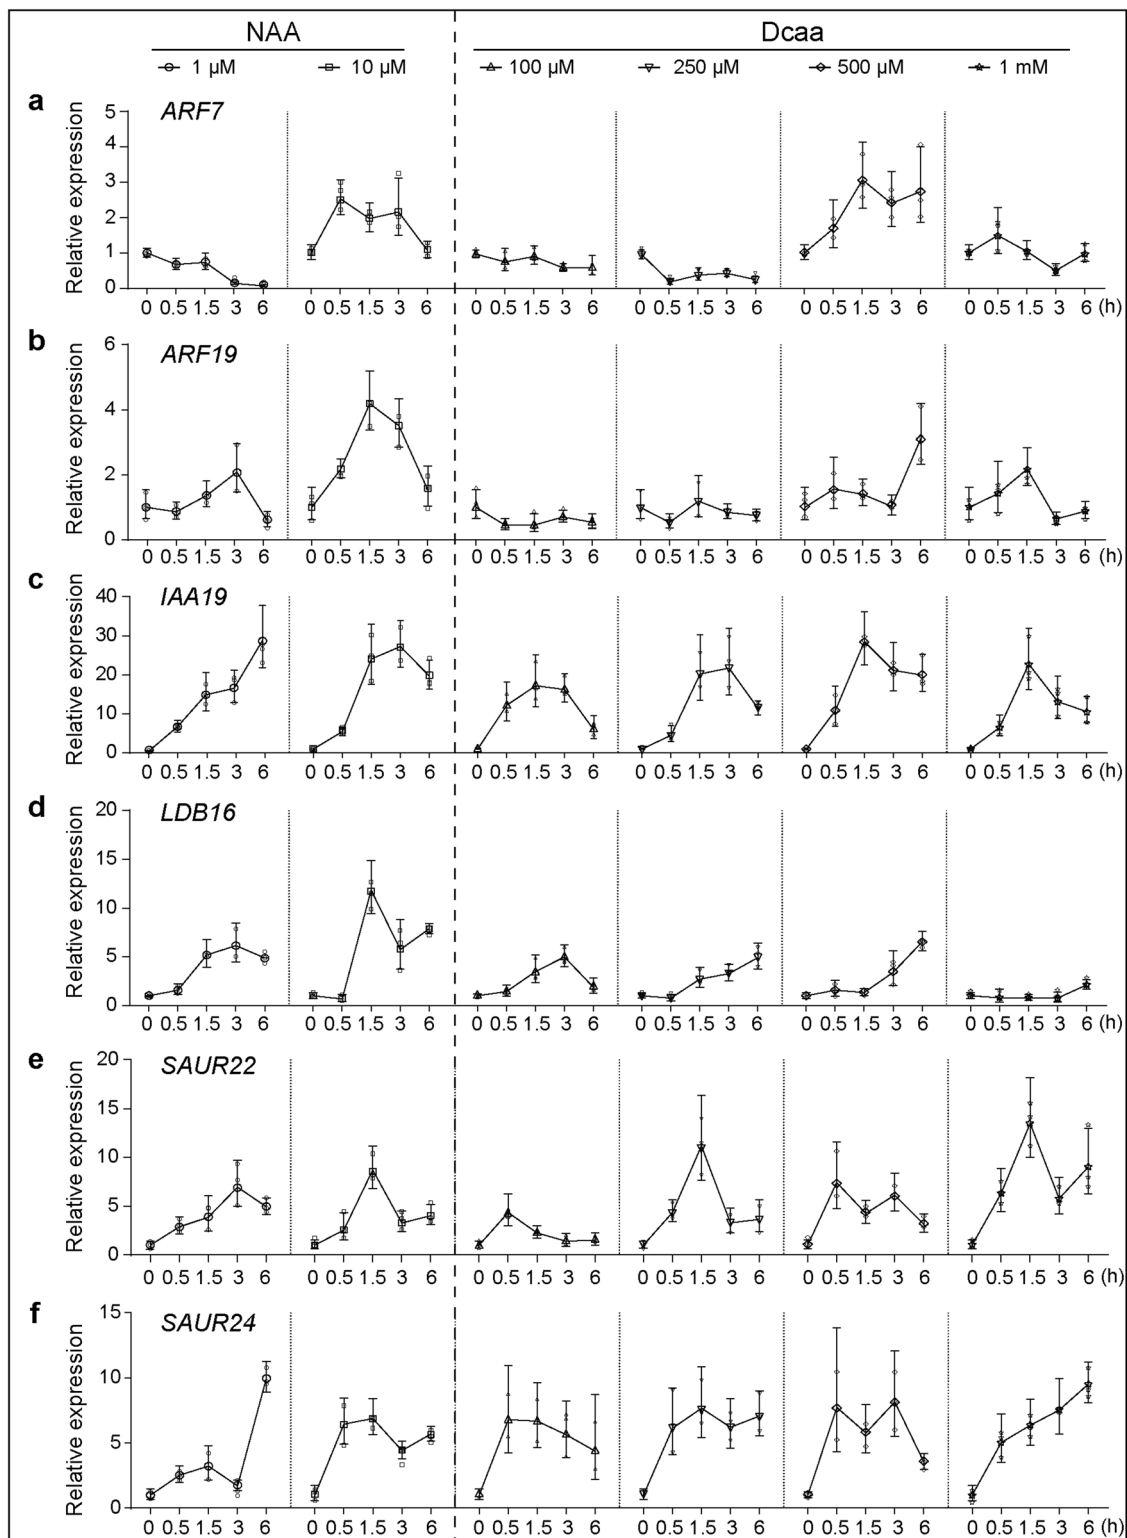 NAA Dcaa
1 µM 10 µM 100 µM 250 µM 500 µM 1 mM
a ARF7
Relative expression
5
4
3
2
1
0
0 0.5 1.5 3 6 0 0.5 1.5 3 6 0 0.5 1.5 3 6 0 0.5 1.5 3 6 0 0.5 1.5 3 6 0 0.5 1.5 3 6 (h)
b ARF19
Relative expression
6
4
2
0
0 0.5 1.5 3 6 0 0.5 1.5 3 6 0 0.5 1.5 3 6 0 0.5 1.5 3 6 0 0.5 1.5 3 6 0 0.5 1.5 3 6 (h)
c IAA19
Relative expression
40
30
20
10
0
0 0.5 1.5 3 6 0 0.5 1.5 3 6 0 0.5 1.5 3 6 0 0.5 1.5 3 6 0 0.5 1.5 3 6 0 0.5 1.5 3 6 (h)
d LDB16
Relative expression
20
15
10
5
0
0 0.5 1.5 3 6 0 0.5 1.5 3 6 0 0.5 1.5 3 6 0 0.5 1.5 3 6 0 0.5 1.5 3 6 0 0.5 1.5 3 6 (h)
e SAUR22
Relative expression
20
15
10
5
0
0 0.5 1.5 3 6 0 0.5 1.5 3 6 0 0.5 1.5 3 6 0 0.5 1.5 3 6 0 0.5 1.5 3 6 0 0.5 1.5 3 6 (h)
f SAUR24
Relative expression
15
10
5
0
0 0.5 1.5 3 6 0 0.5 1.5 3 6 0 0.5 1.5 3 6 0 0.5 1.5 3 6 0 0.5 1.5 3 6 0 0.5 1.5 3 6 (h)